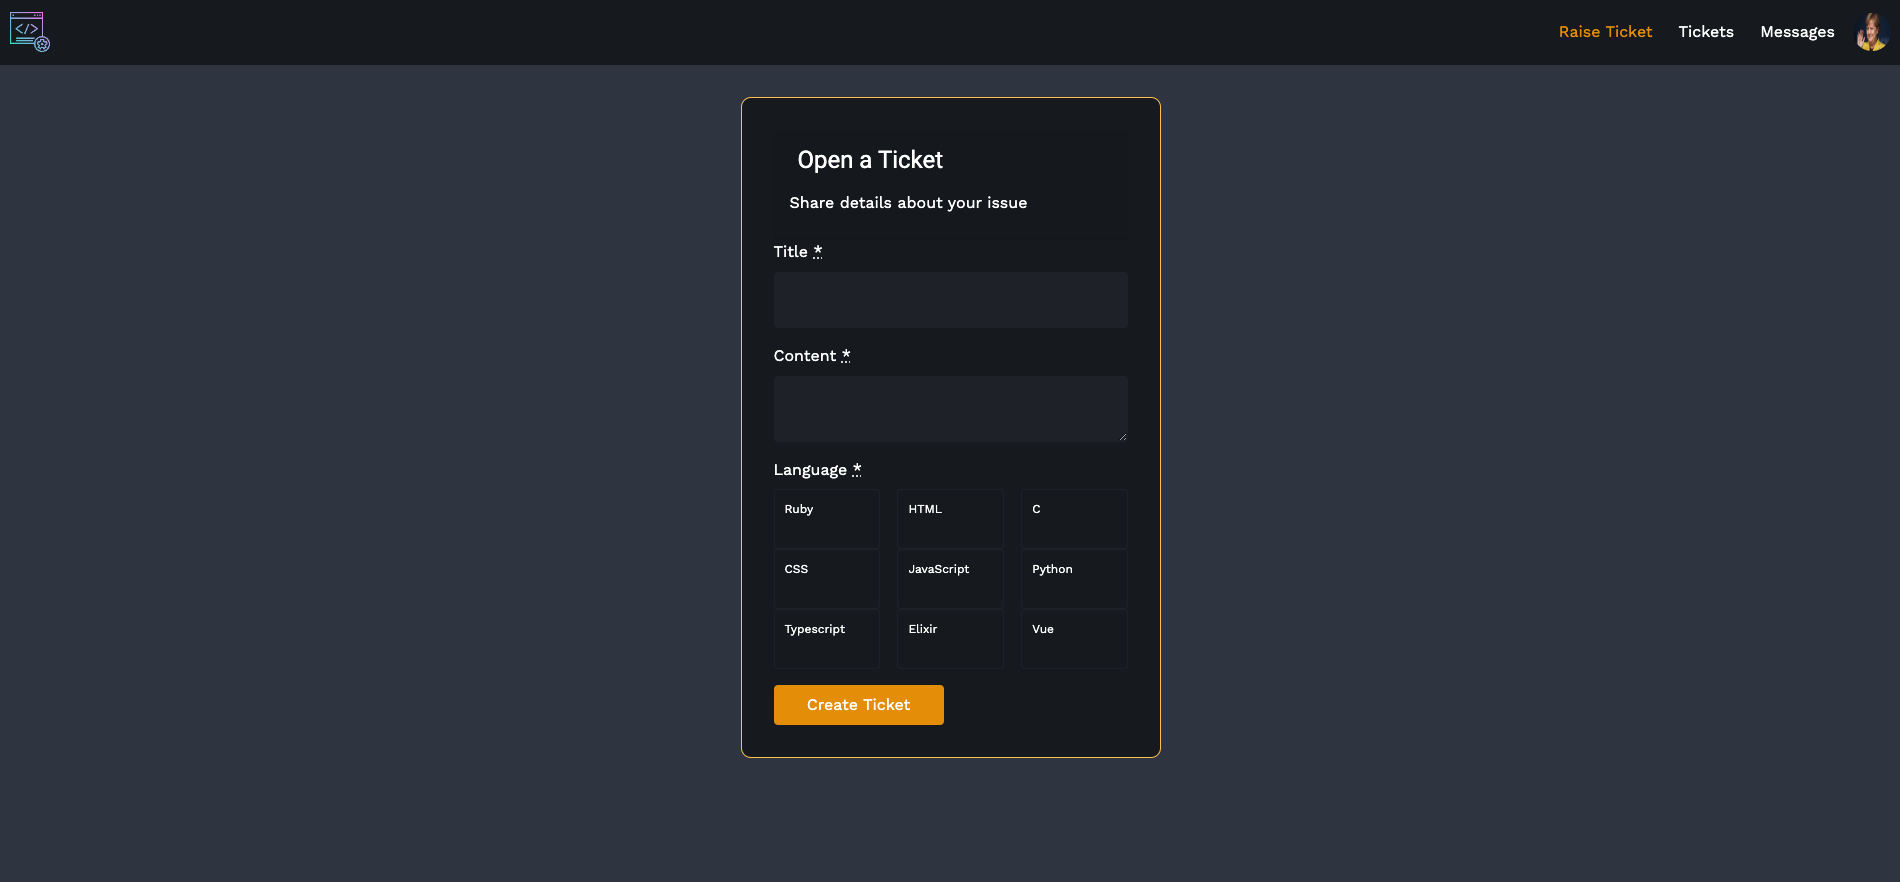 </>
Raise Ticket Tickets Messages
Open a Ticket
Share details about your issue
Title *
Content *
Language *
Ruby HTML C
CSS JavaScript Python
Typescript Elixir Vue
Create Ticket